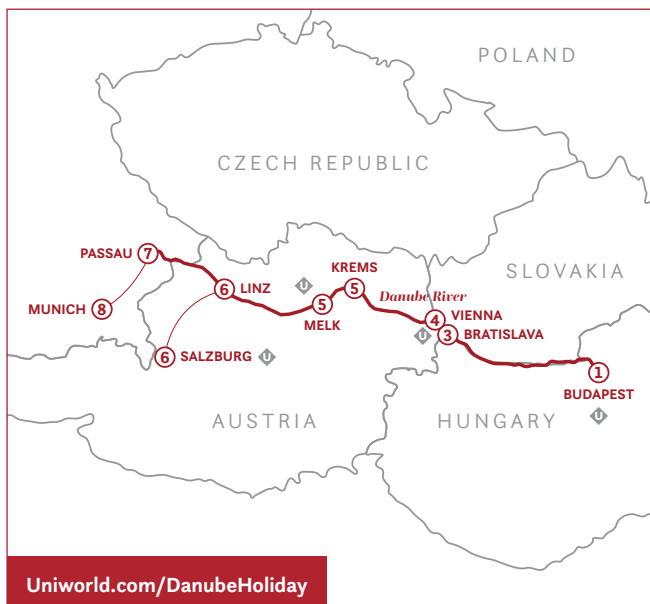 POLAND
CZECH REPUBLIC
PASSAU 7
KREMS
SLOVAKIA
6 LINZ
U
5
Danube River
MUNICH 8
5
MELK
4 VIENNA
3 BRATISLAVA
U
6 SALZBURG
U
1
BUDAPEST
AUSTRIA
HUNGARY
U
Uniworld.com/DanubeHoliday